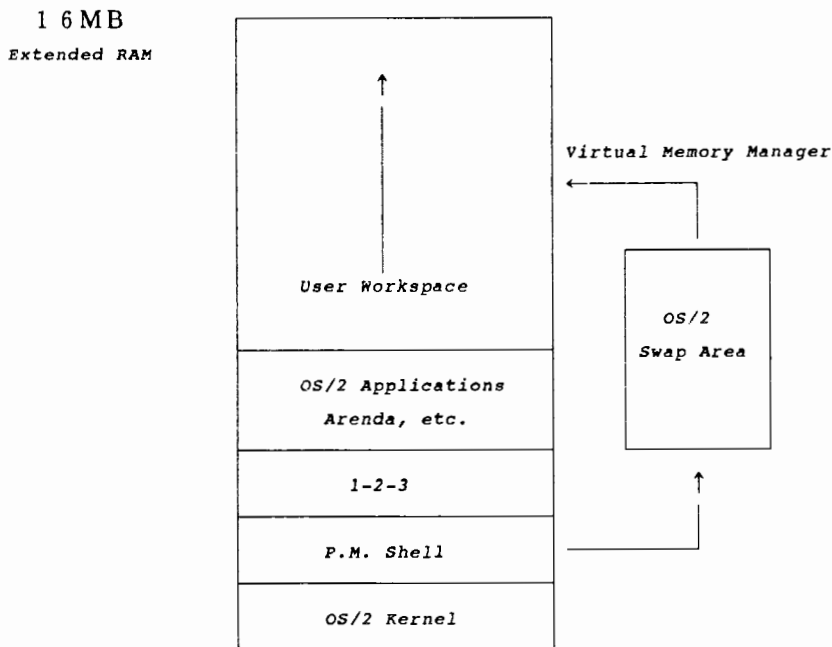 16MB
Extended RAM
Virtual Memory Manager
User Workspace
OS/2
Swap Area
OS/2 Applications
Arenda, etc.
1-2-3
P.M. Shell
OS/2 Kernel